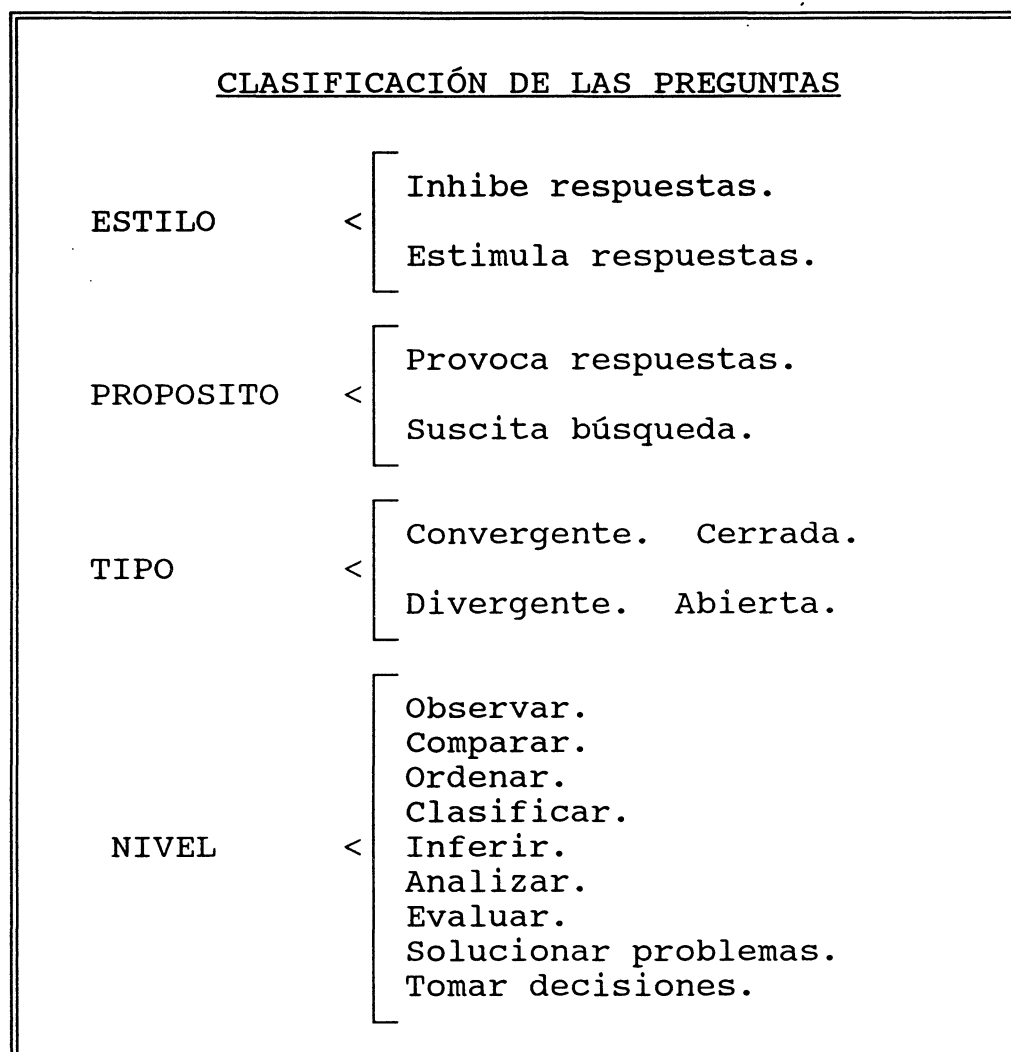 CLASIFICACIÓN DE LAS PREGUNTAS
Inhibe respuestas.
ESTILO <
Estimula respuestas.
Provoca respuestas.
PROPOSITO <
Suscita búsqueda.
Convergente. Cerrada.
TIPO <
Divergente. Abierta.
Observar.
Comparar.
Ordenar.
Clasificar.
NIVEL < Inferir.
Analizar.
Evaluar.
Solucionar problemas.
Tomar decisiones.